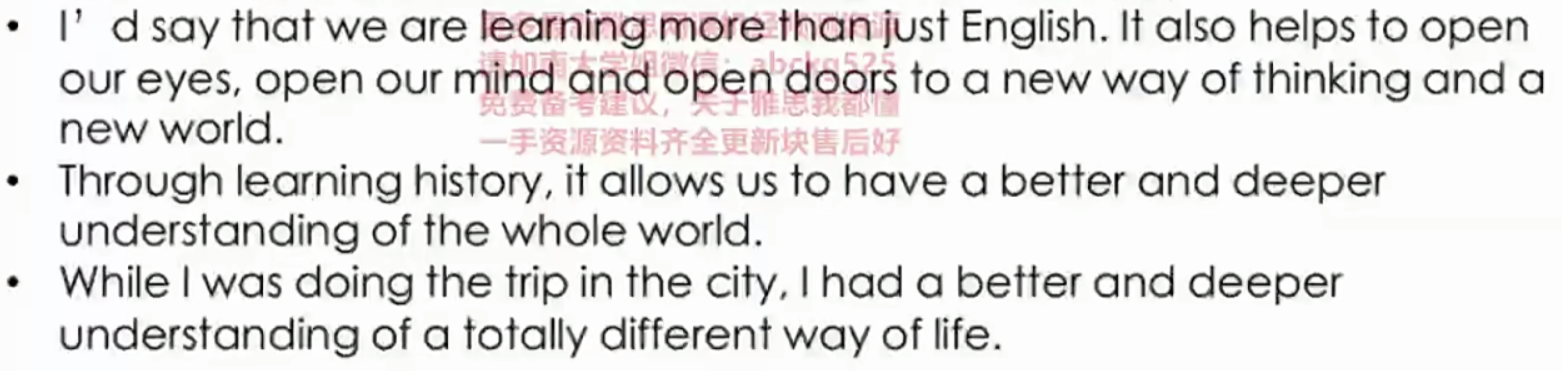 • I’d say that we are learning more than just English. It also helps to open
our eyes, open our mind and open doors to a new way of thinking and a
new world.
请加南大学姐微信：abckg525
免费备考建议，关于雅思我都懂
一手资源资料齐全更新块售后好
• Through learning history, it allows us to have a better and deeper
understanding of the whole world.
• While I was doing the trip in the city, I had a better and deeper
understanding of a totally different way of life.